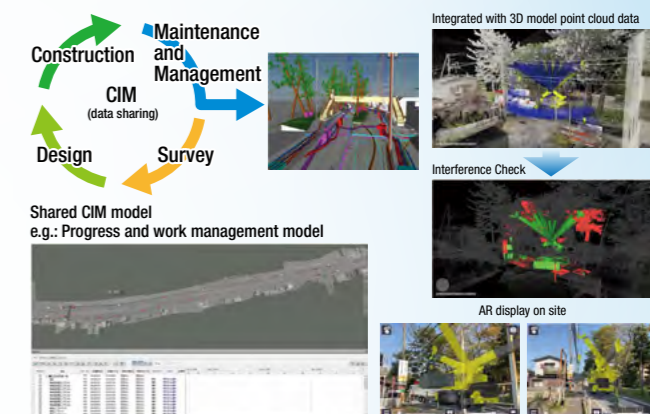 Construction
Maintenance
and
Management
CIM
(data sharing)
Design
Survey
Shared CIM model
e.g.: Progress and work management model
Integrated with 3D model point cloud data
Interference Check
AR display on site